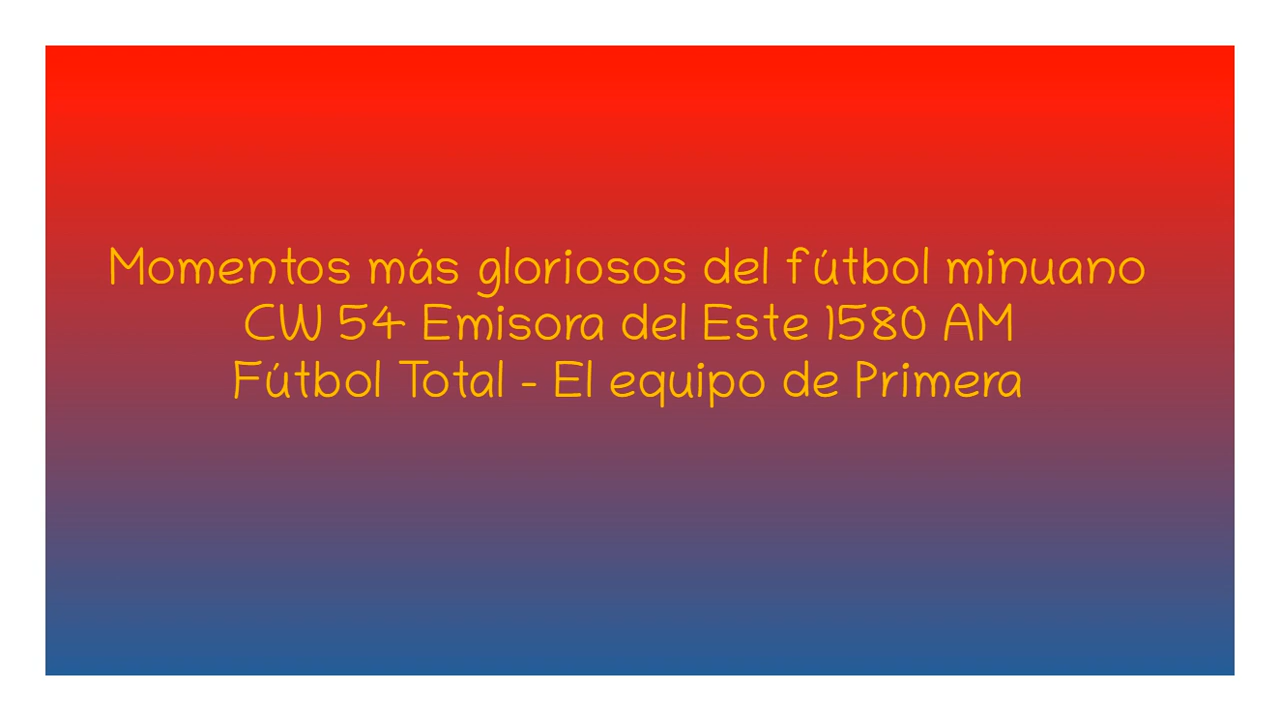 Momentos más gloriosos del fútbol minuano
CW 54 Emisora del Este 1580 AM
Fútbol Total - El equipo de Primera